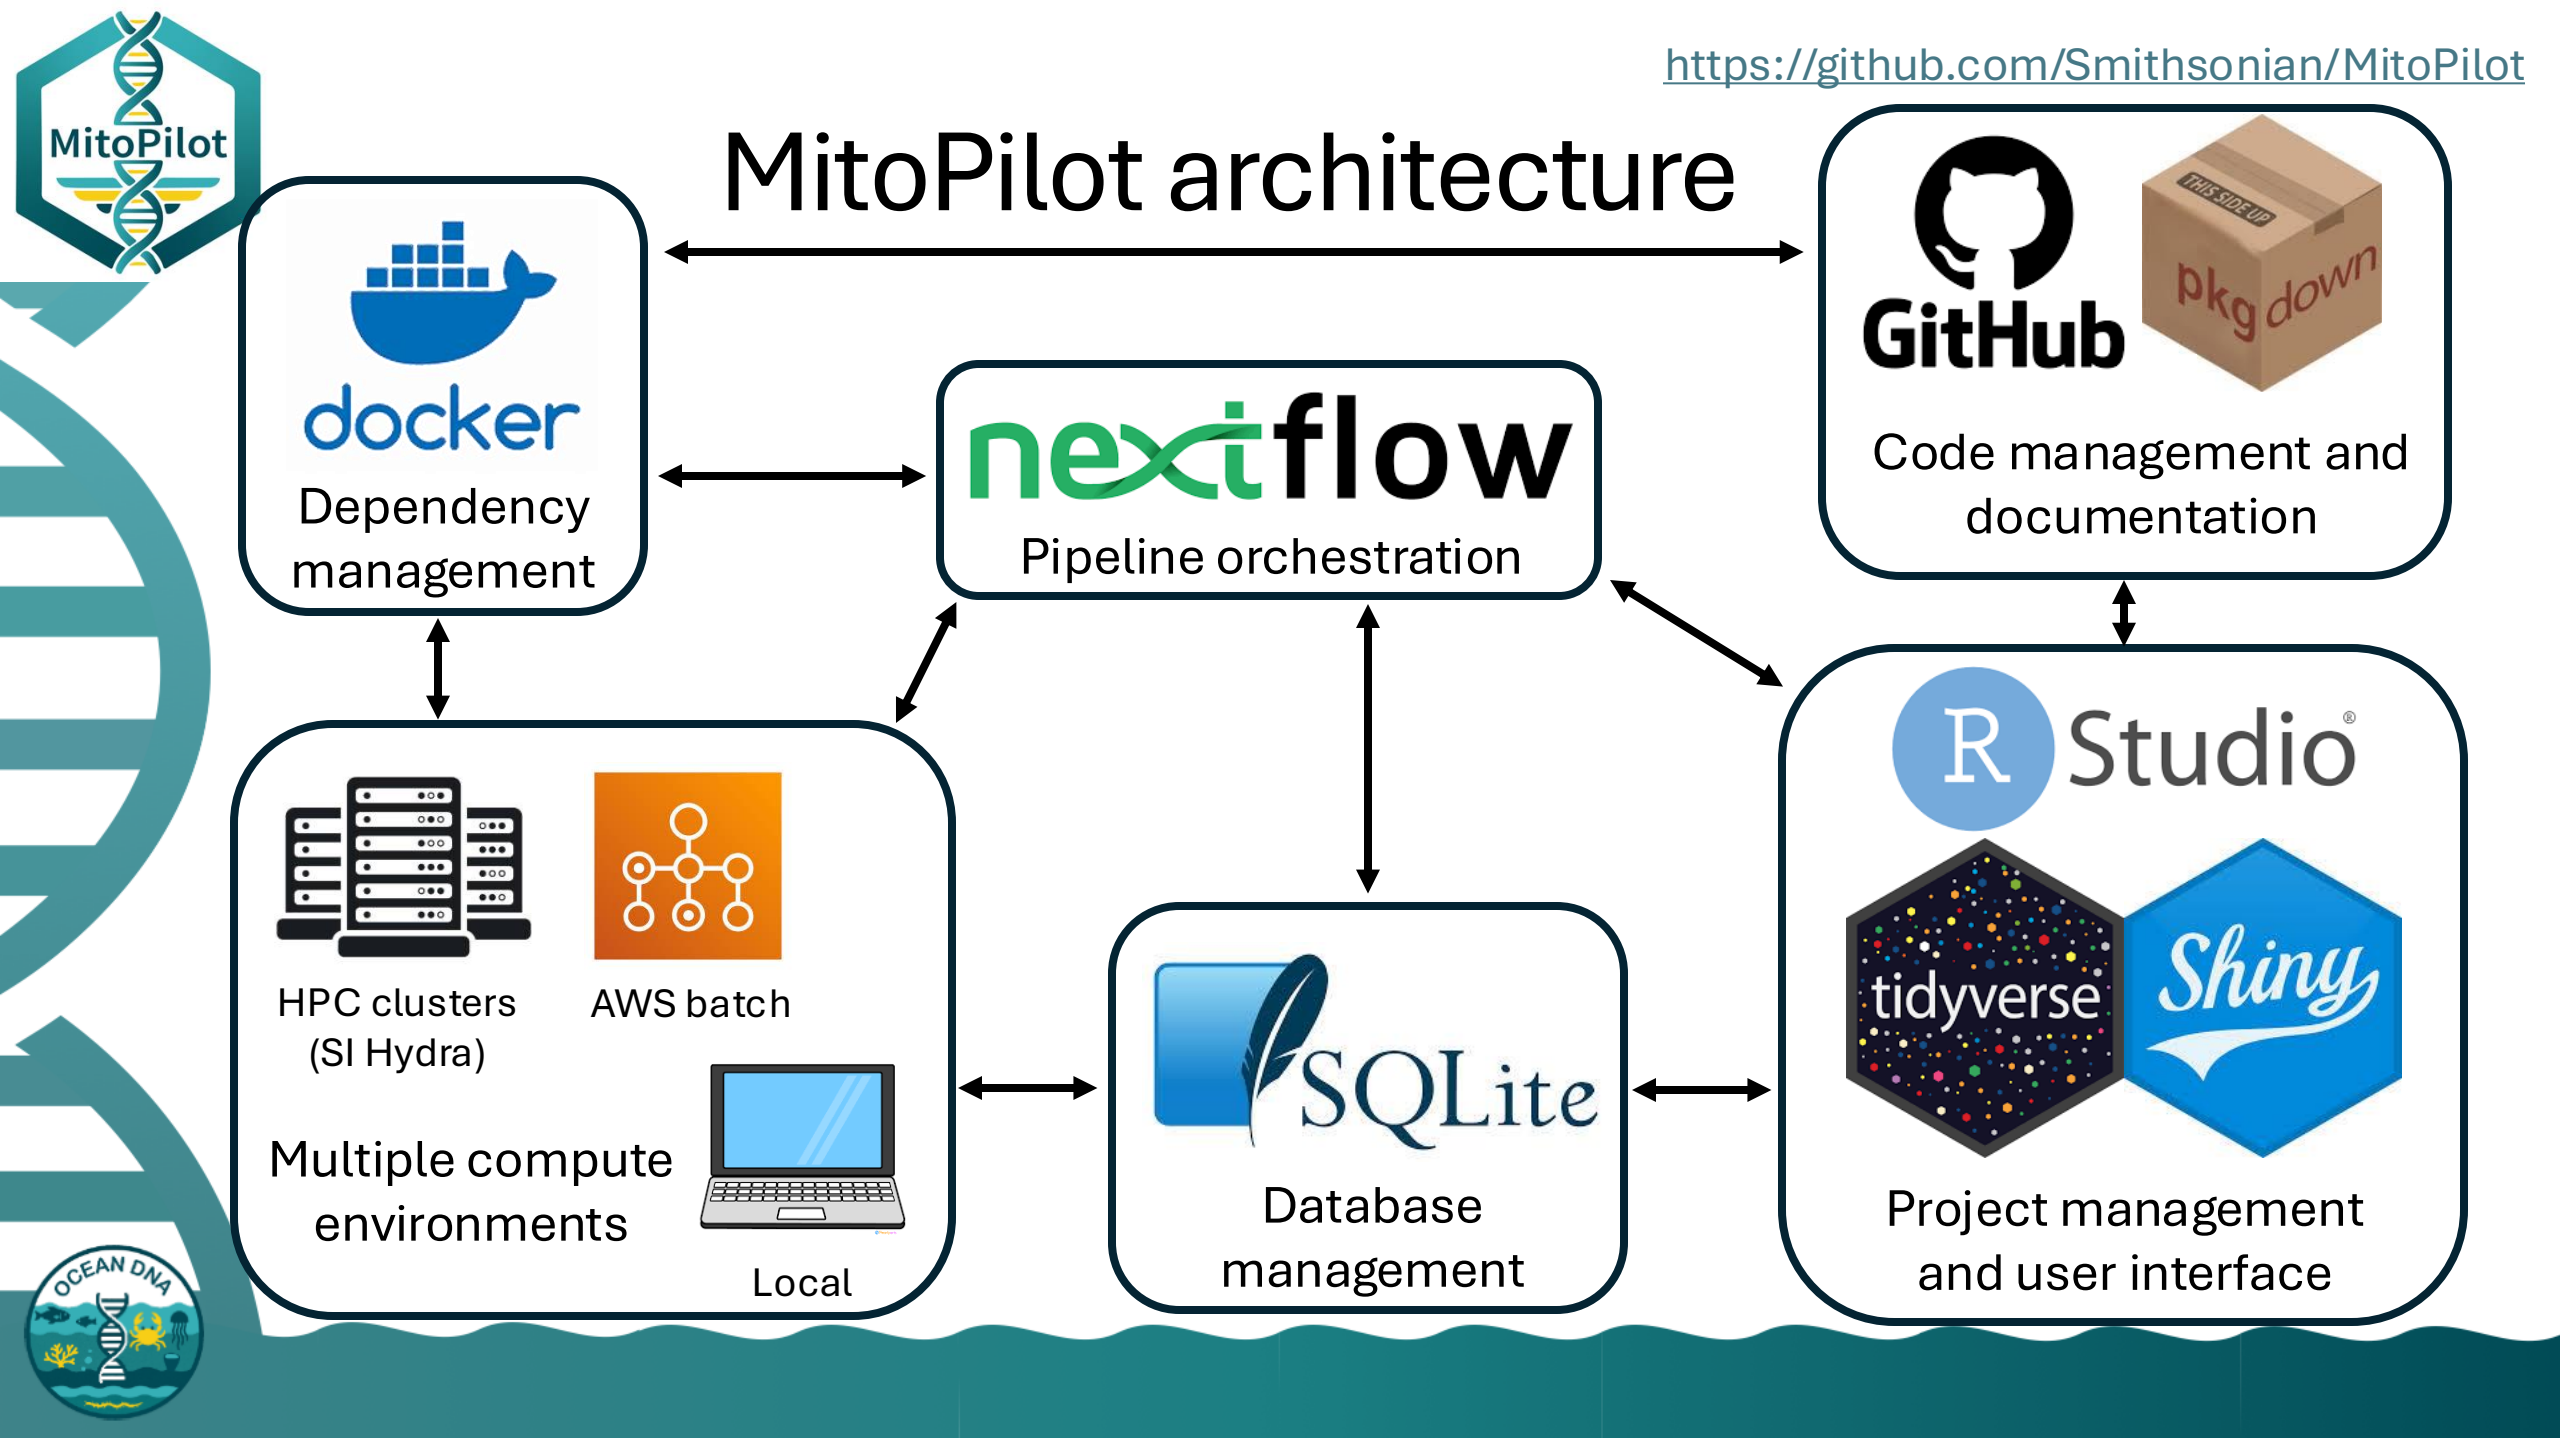 https://github.com/Smithsonian/MitoPilot
MitoPilot
MitoPilot architecture
docker
Dependency
management
nextflow
Pipeline orchestration
GitHub
THIS SIDE UP
pkgdown
Code management and
documentation
HPC clusters
(SI Hydra)
AWS batch
Multiple compute
environments
Local
SQLite
Database
management
R Studio®
tidyverse
Shiny
Project management
and user interface
OCEAN DNA